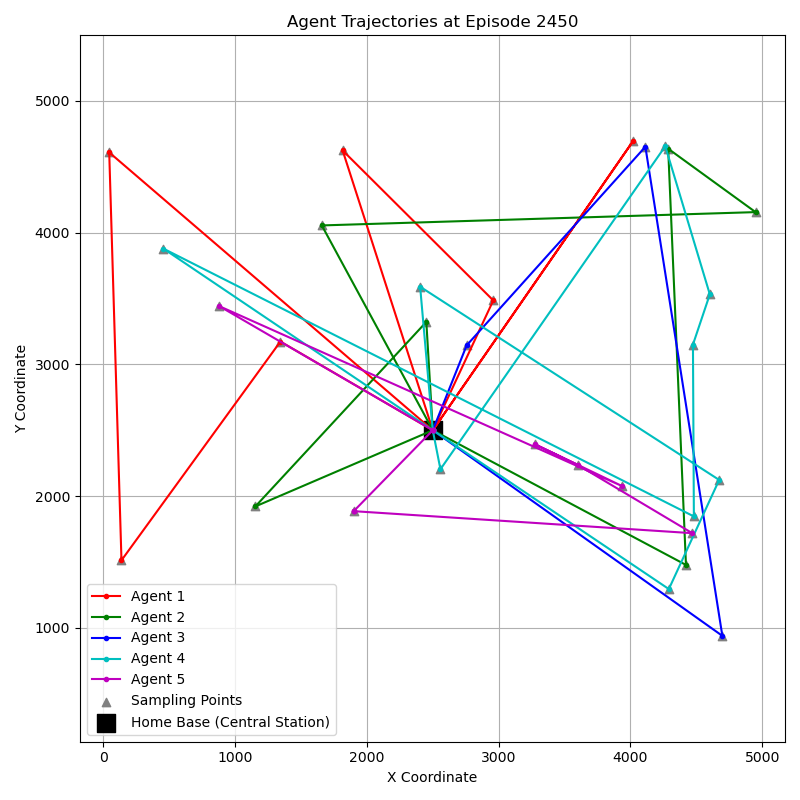 Agent Trajectories at Episode 2450
Y Coordinate
5000
4000
3000
2000
1000
Agent 1
Agent 2
Agent 3
Agent 4
Agent 5
Sampling Points
Home Base (Central Station)
0 1000 2000 3000 4000 5000
X Coordinate